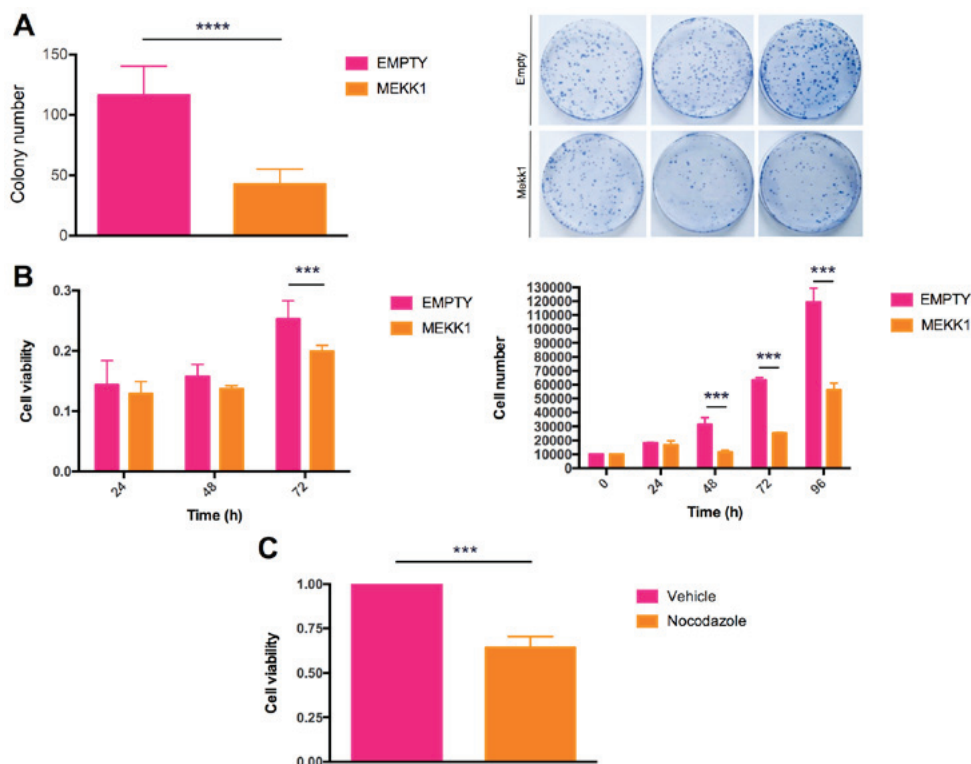 A
****
Colony number
150
100
50
0
EMPTY
MEKK1
Empty
Mekk1
B
Cell viability
0.3
0.2
0.1
0.0
***
EMPTY
MEKK1
24
48
72
Time (h)
Cell number
130000
120000
110000
100000
90000
80000
70000
60000
50000
40000
30000
20000
10000
***
***
***
EMPTY
MEKK1
0
24
48
72
96
Time (h)
C
***
Cell viability
1.00
0.75
0.50
0.25
0.00
Vehicle
Nocodazole